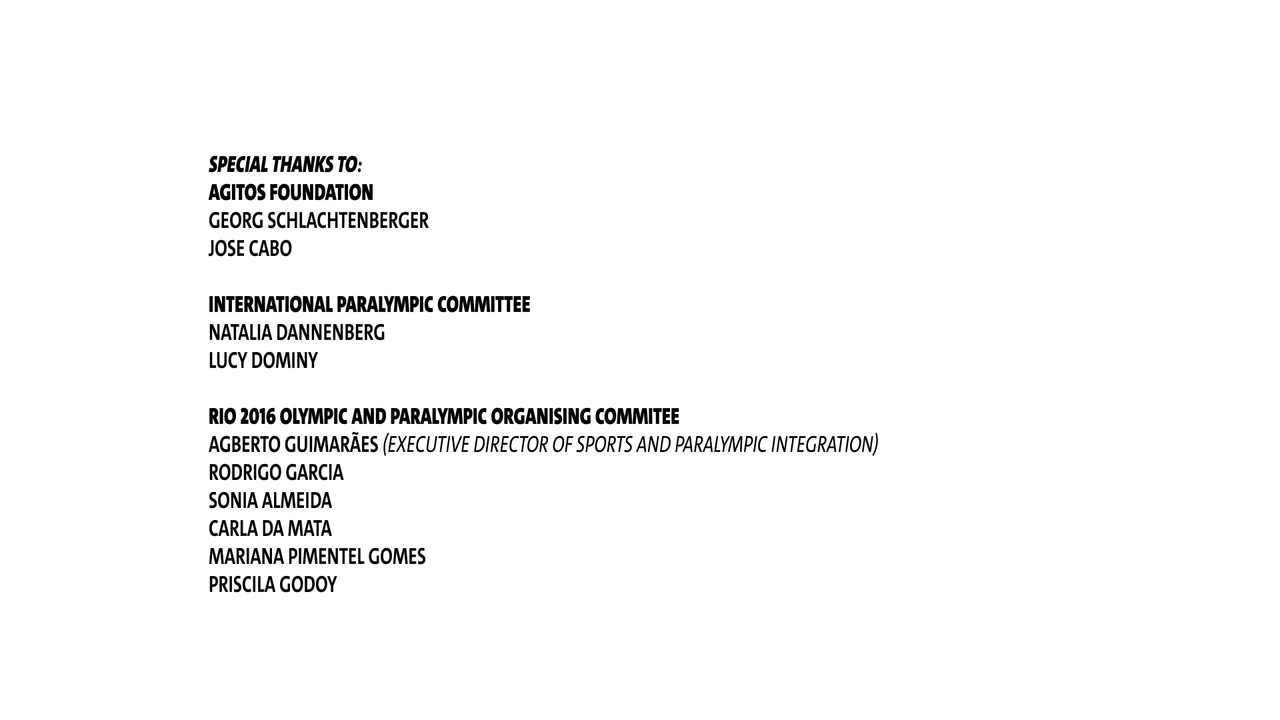 SPECIAL THANKS TO:
AGITOS FOUNDATION
GEORG SCHLACHTENBERGER
JOSE CABO
INTERNATIONAL PARALYMPIC COMMITTEE
NATALIA DANNENBERG
LUCY DOMINY
RIO 2016 OLYMPIC AND PARALYMPIC ORGANISING COMMITEE
AGBERTO GUIMARÃES (EXECUTIVE DIRECTOR OF SPORTS AND PARALYMPIC INTEGRATION)
RODRIGO GARCIA
SONIA ALMEIDA
CARLA DA MATA
MARIANA PIMENTEL GOMES
PRISCILA GODOY